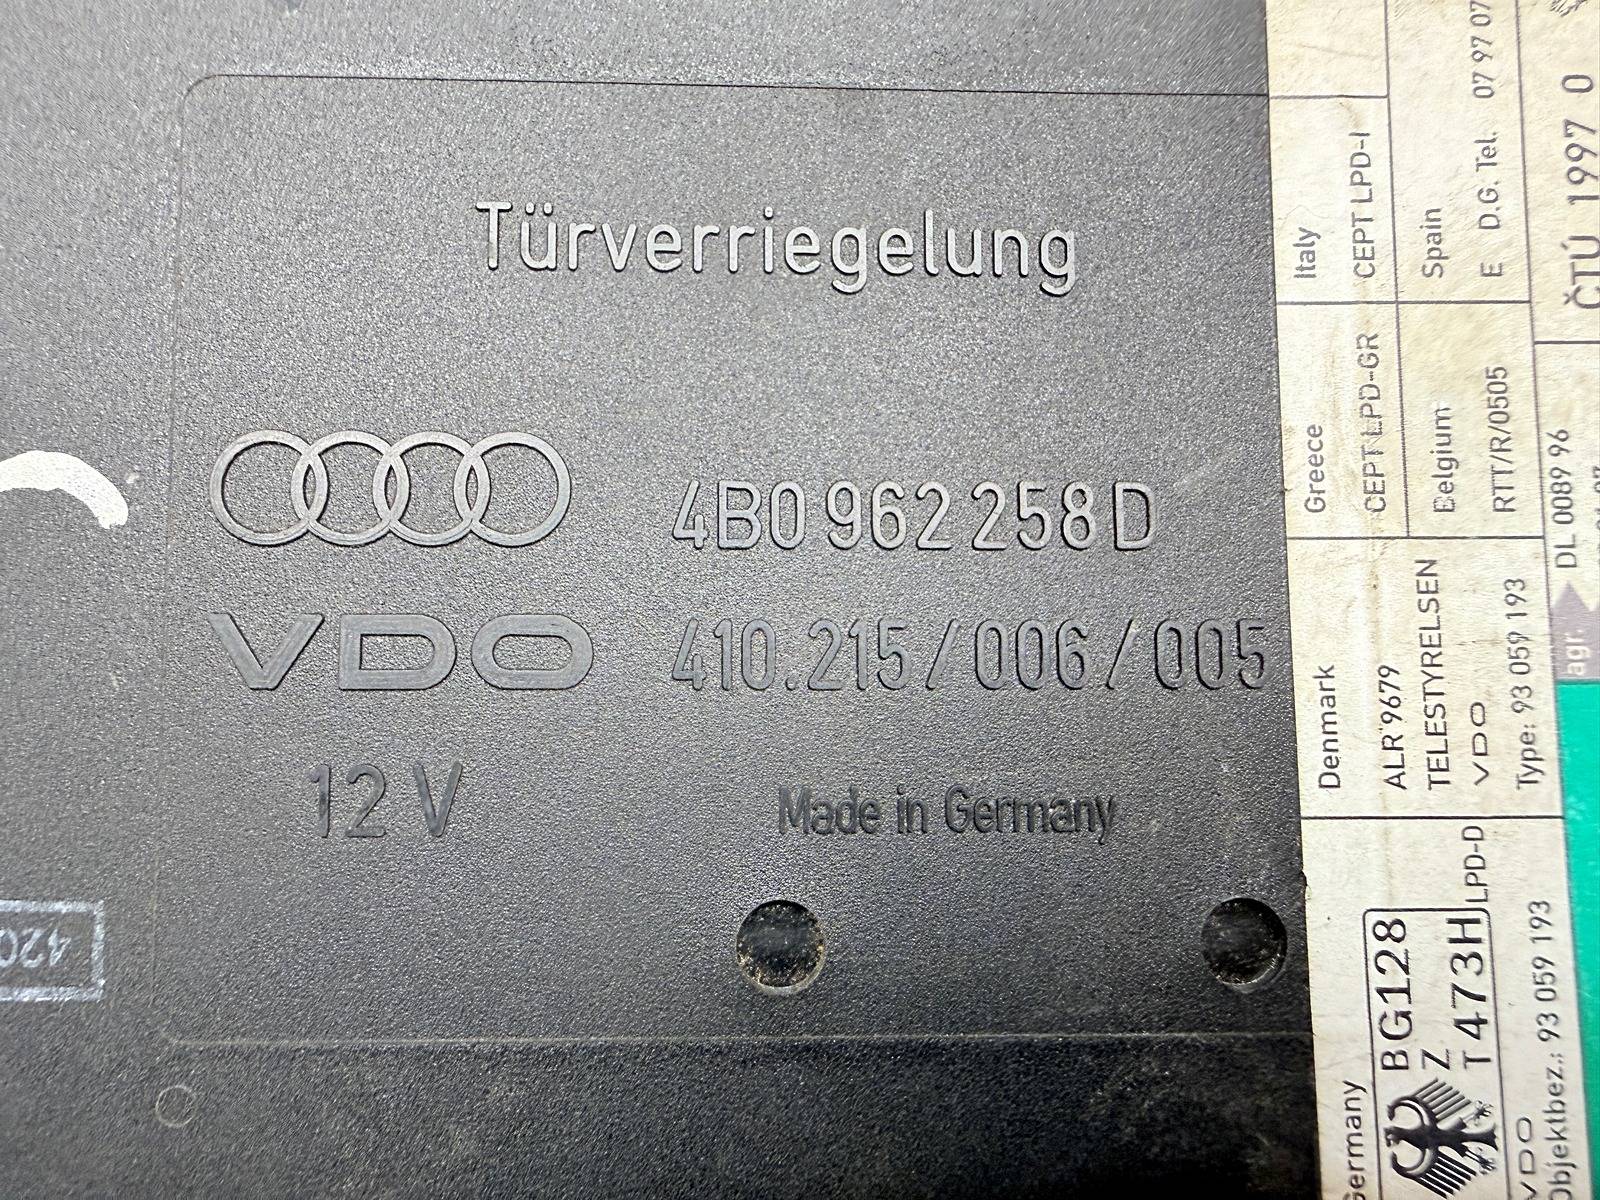 Türverriegelung
4B0 962 258 D
VDO
410.215/006/005
12 V
Made in Germany
420
Italy
CEPT LPD-I
Spain
E D.G. Tel. 07 97 07
ČTÚ 1997 0
Greece
CEPT LPD-GR
Belgium
RTT/R/0505
DL 0089 96
Denmark
ALR 9679
TELESTYRELSEN
VDO
Type: 93 059 193
agr.
Germany
BG128
Z
T473H
LPD-D
VDO
Objektbez.: 93 059 193